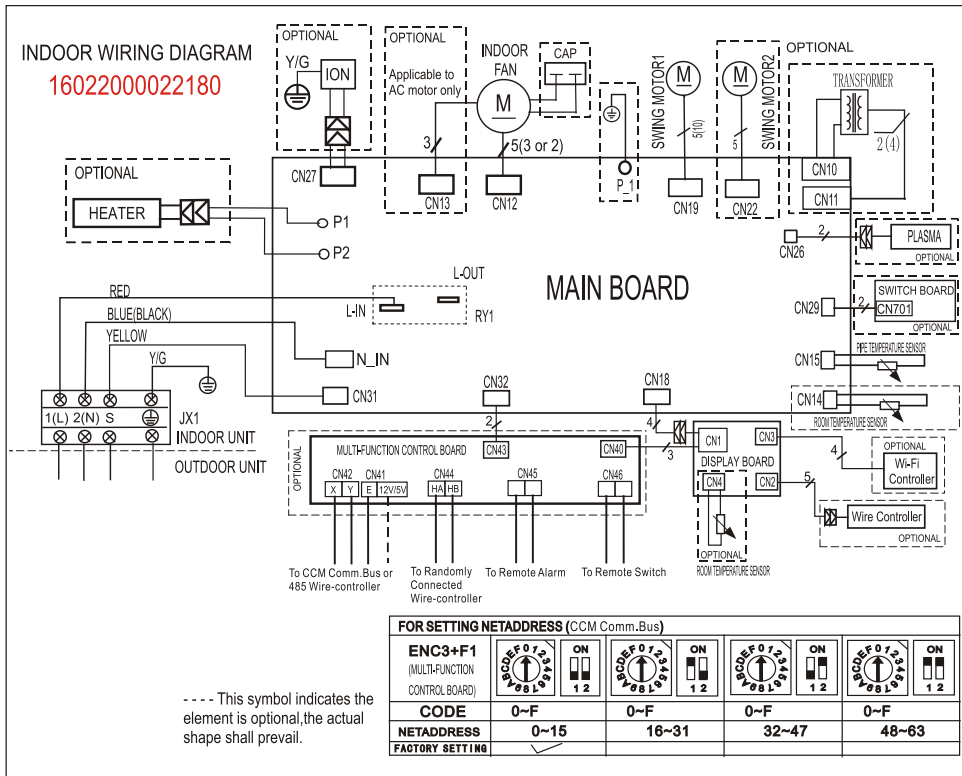 INDOOR WIRING DIAGRAM
16022000022180
OPTIONAL
Y/G
ION
CN27
OPTIONAL
Applicable to
AC motor only
3
CN13
INDOOR
FAN
M
CAP
5(3 or 2)
CN12
P_1
SWING MOTOR1
M
5(10)
CN19
SWING MOTOR2
M
5
CN22
OPTIONAL
TRANSFORMER
2(4)
CN10
CN11
OPTIONAL
HEATER
P1
P2
CN26
2
PLASMA
OPTIONAL
MAIN BOARD
L-OUT
L-IN
RY1
RED
BLUE(BLACK)
YELLOW
Y/G
N_IN
CN31
CN29
2
SWITCH BOARD
CN701
OPTIONAL
CN15
PIPE TEMPERATURE SENSOR
CN14
ROOM TEMPERATURE SENSOR
1(L) 2(N) S
JX1
INDOOR UNIT
OUTDOOR UNIT
CN32
2
CN18
4
OPTIONAL
MULTI-FUNCTION CONTROL BOARD
CN43
CN40
3
CN42 CN41 CN44 CN45 CN46
X Y E 12V/5V HA HB
To CCM Comm.Bus or
485 Wire-controller
To Randomly
Connected
Wire-controller
To Remote Alarm
To Remote Switch
CN1
CN3
DISPLAY BOARD
CN4
CN2
OPTIONAL
ROOM TEMPERATURE SENSOR
4
OPTIONAL
Wi-Fi
Controller
5
Wire Controller
OPTIONAL
FOR SETTING NETADDRESS (CCM Comm.Bus)
ENC3+F1
(MULTI-FUNCTION
CONTROL BOARD)
0123456789ABCDEF ON 1 2
0123456789ABCDEF ON 1 2
0123456789ABCDEF ON 1 2
0123456789ABCDEF ON 1 2
CODE 0~F 0~F 0~F 0~F
NETADDRESS 0~15 16~31 32~47 48~63
FACTORY SETTING
- - - - This symbol indicates the
element is optional,the actual
shape shall prevail.